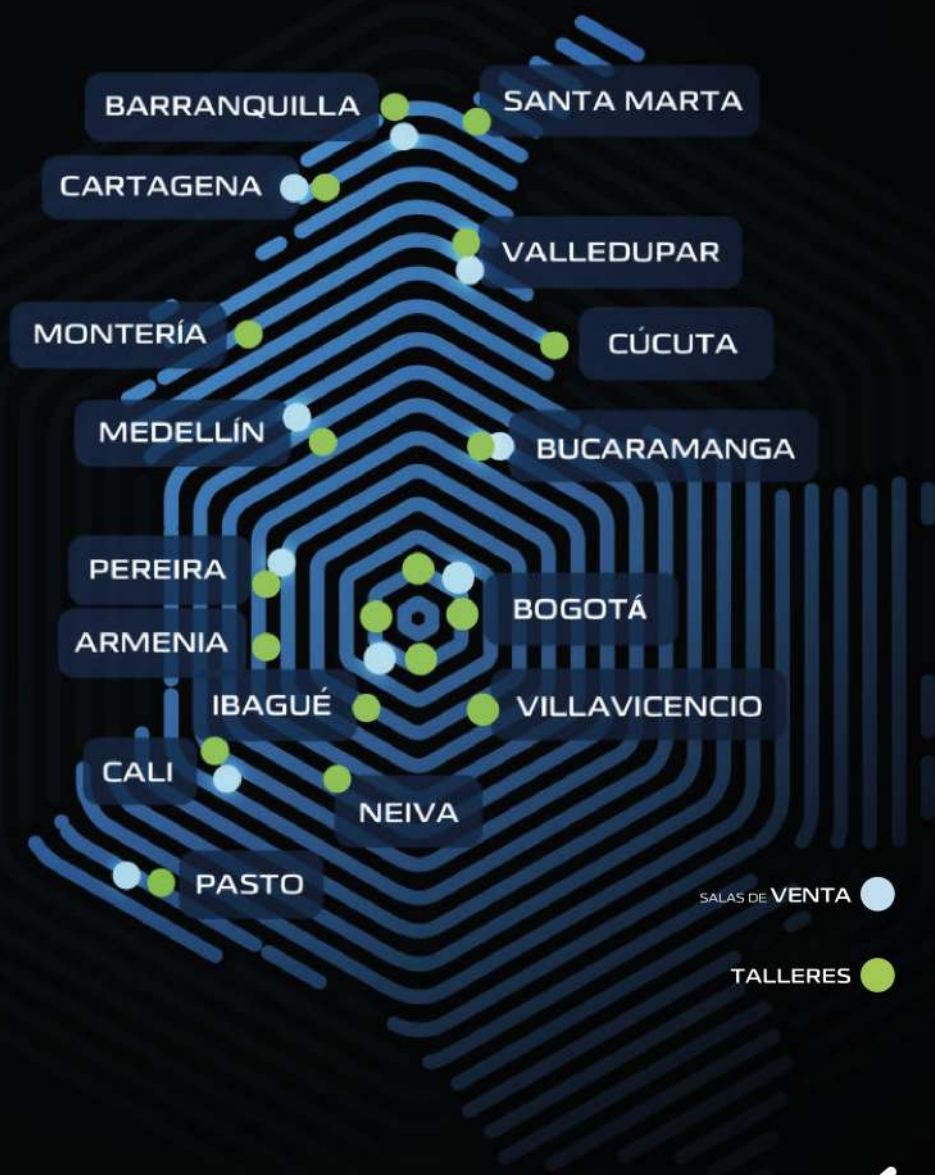 BARRANQUILLA
SANTA MARTA
CARTAGENA
VALLEDUPAR
MONTERÍA
CÚCUTA
MEDELLÍN
BUCARAMANGA
PEREIRA
BOGOTÁ
ARMENIA
IBAGUÉ
VILLAVICENCIO
CALI
NEIVA
PASTO
SALAS DE VENTA
TALLERES